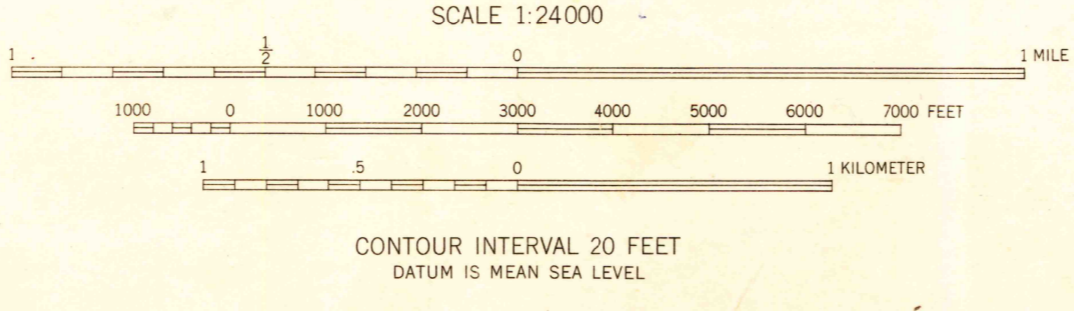 SCALE 1:24000
1 1/2 0 1 MILE
1000 0 1000 2000 3000 4000 5000 6000 7000 FEET
1 .5 0 1 KILOMETER
CONTOUR INTERVAL 20 FEET
DATUM IS MEAN SEA LEVEL